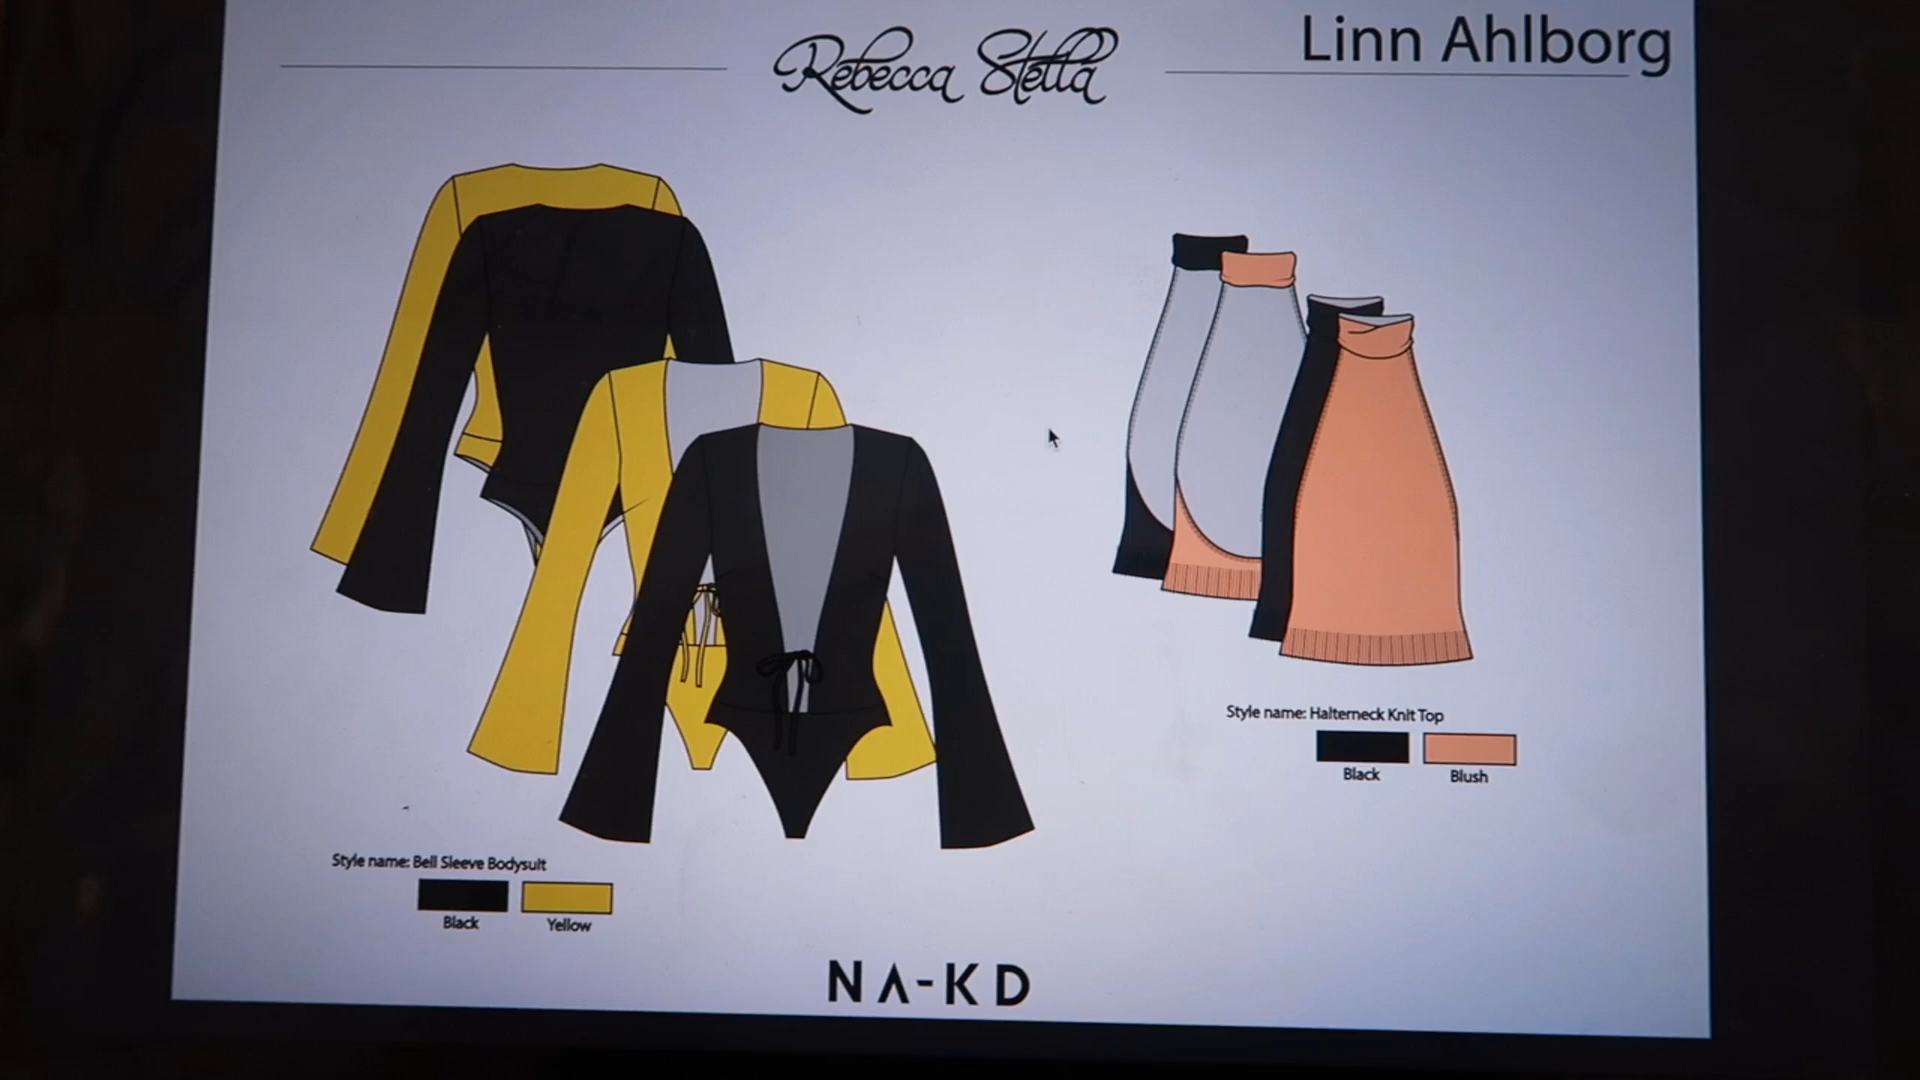 Rebecca Stella
Linn Ahlborg
Style name: Halterneck Knit Top
Black
Blush
Style name: Bell Sleeve Bodysuit
Black
Yellow
NA-KD